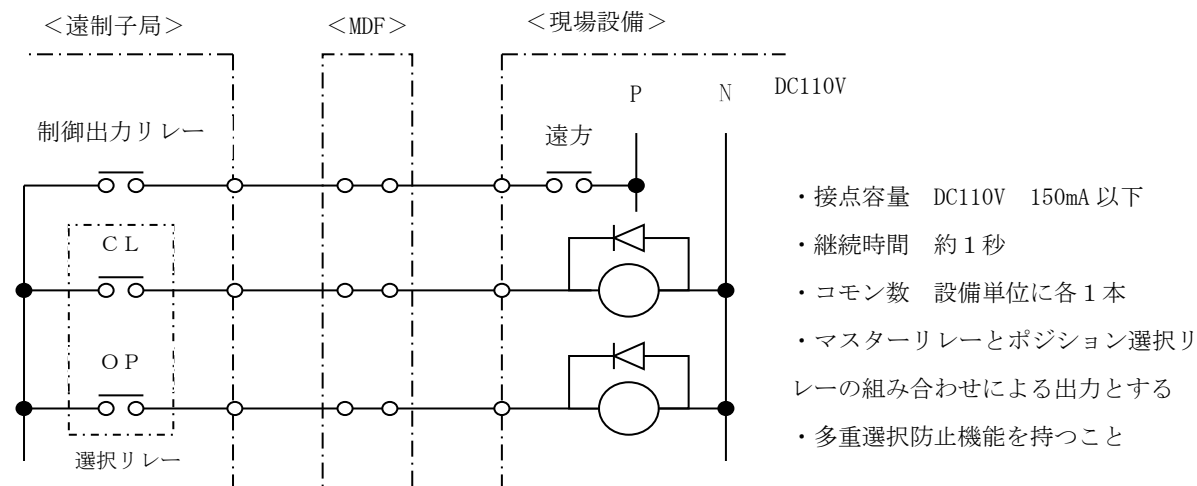 ＜遠制子局＞
＜MDF＞
＜現場設備＞
P
N
DC110V
制御出力リレー
遠方
ＣＬ
ＯＰ
選択リレー
・接点容量　DC110V　150mA 以下
・継続時間　約１秒
・コモン数　設備単位に各１本
・マスターリレーとポジション選択リ
レーの組み合わせによる出力とする
・多重選択防止機能を持つこと